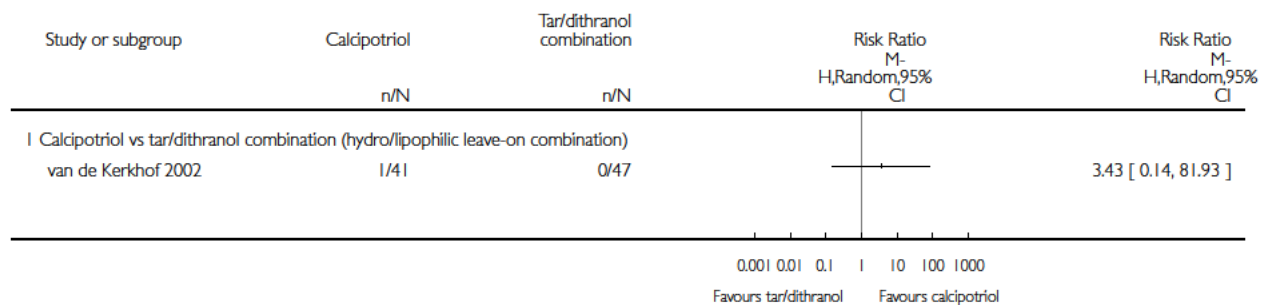 Study or subgroup Calcipotriol Tar/dithranol combination Risk Ratio Risk Ratio
n/N n/N M-H,Random,95% CI M-H,Random,95% CI
1 Calcipotriol vs tar/dithranol combination (hydro/lipophilic leave-on combination)
van de Kerkhof 2002 1/41 0/47 3.43 [ 0.14, 81.93 ]
0.001 0.01 0.1 1 10 100 1000
Favours tar/dithranol Favours calcipotriol